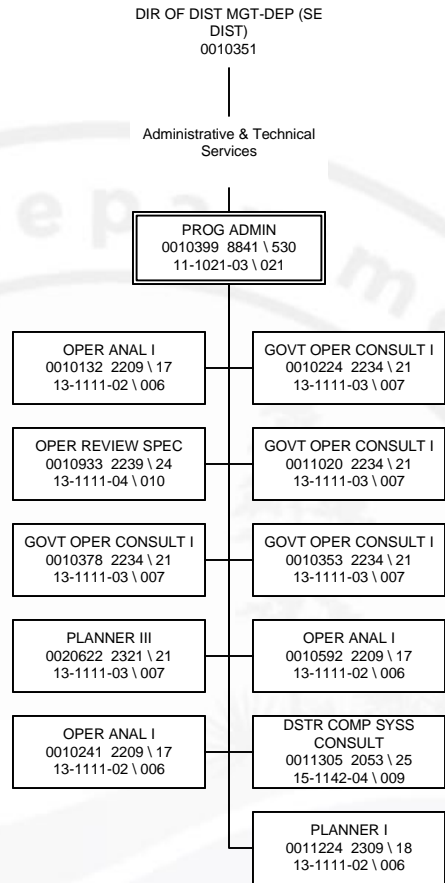 DIR OF DIST MGT-DEP (SE
DIST)
0010351
Administrative & Technical
Services
PROG ADMIN
0010399 8841 \ 530
11-1021-03 \ 021
OPER ANAL I
0010132 2209 \ 17
13-1111-02 \ 006
GOVT OPER CONSULT I
0010224 2234 \ 21
13-1111-03 \ 007
OPER REVIEW SPEC
0010933 2239 \ 24
13-1111-04 \ 010
GOVT OPER CONSULT I
0011020 2234 \ 21
13-1111-03 \ 007
GOVT OPER CONSULT I
0010378 2234 \ 21
13-1111-03 \ 007
GOVT OPER CONSULT I
0010353 2234 \ 21
13-1111-03 \ 007
PLANNER III
0020622 2321 \ 21
13-1111-03 \ 007
OPER ANAL I
0010592 2209 \ 17
13-1111-02 \ 006
OPER ANAL I
0010241 2209 \ 17
13-1111-02 \ 006
DSTR COMP SYSS
CONSULT
0011305 2053 \ 25
15-1142-04 \ 009
PLANNER I
0011224 2309 \ 18
13-1111-02 \ 006